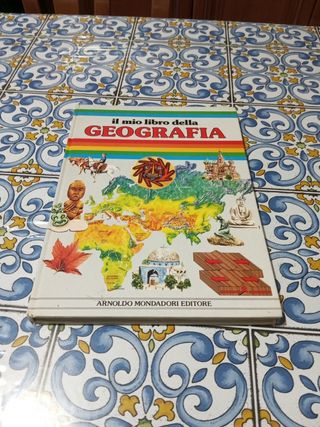 il mio libro della
GEOGRAFIA
ARNOLDO MONDADORI EDITORE